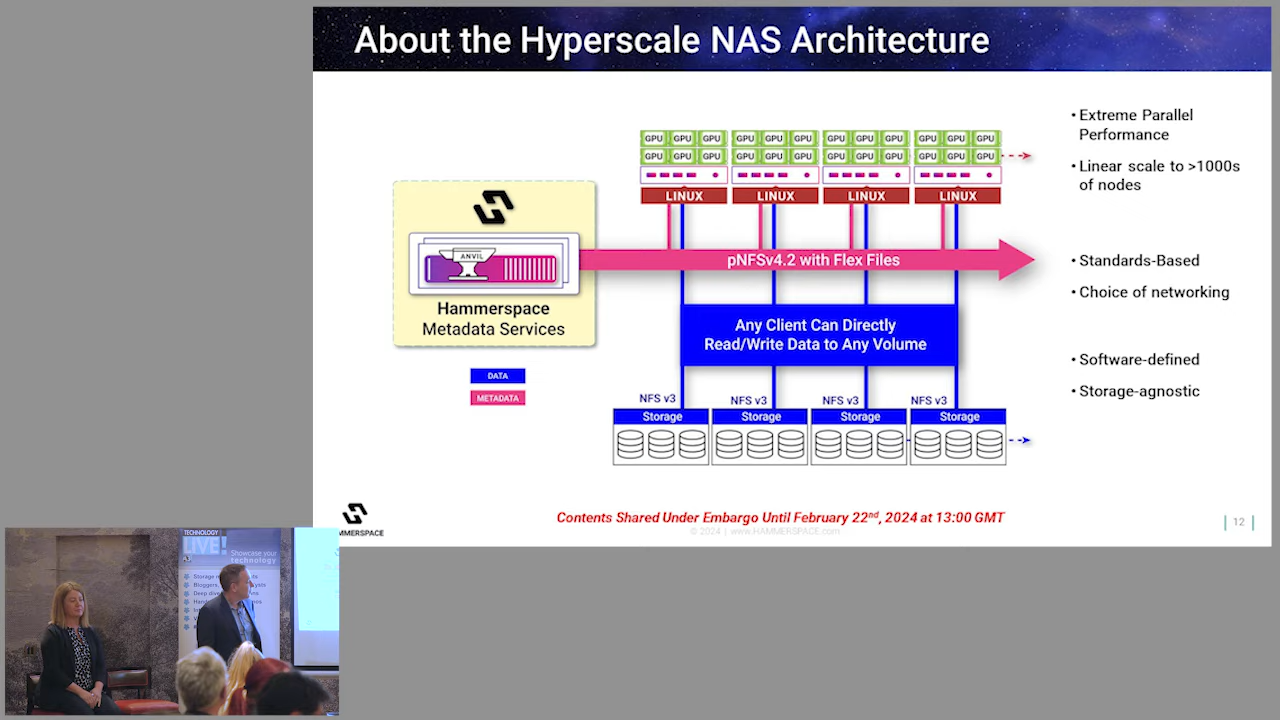 About the Hyperscale NAS Architecture
GPU GPU GPU GPU GPU GPU GPU GPU GPU GPU GPU GPU
GPU GPU GPU GPU GPU GPU GPU GPU GPU GPU GPU GPU
LINUX LINUX LINUX LINUX
ANVIL
pNFSv4.2 with Flex Files
Hammerspace
Metadata Services
Any Client Can Directly
Read/Write Data to Any Volume
DATA
METADATA
NFS v3 NFS v3 NFS v3 NFS v3
Storage Storage Storage Storage
• Extreme Parallel
Performance
• Linear scale to >1000s
of nodes
• Standards-Based
• Choice of networking
• Software-defined
• Storage-agnostic
MMERSPACE
Contents Shared Under Embargo Until February 22nd, 2024 at 13:00 GMT
© 2024 | www.HAMMERSPACE.com
12
TECHNOLOGY
LIVE!
Showcase your
technology
Storage
Bloggers,
Deep